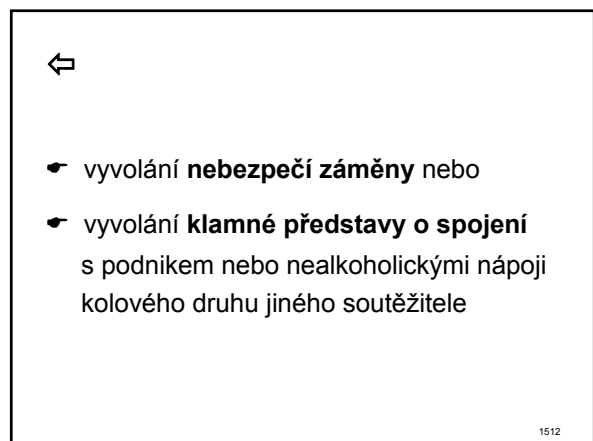 ⇦
☛ vyvolání nebezpečí záměny nebo
☛ vyvolání klamné představy o spojení
s podnikem nebo nealkoholickými nápoji
kolového druhu jiného soutěžitele
1512